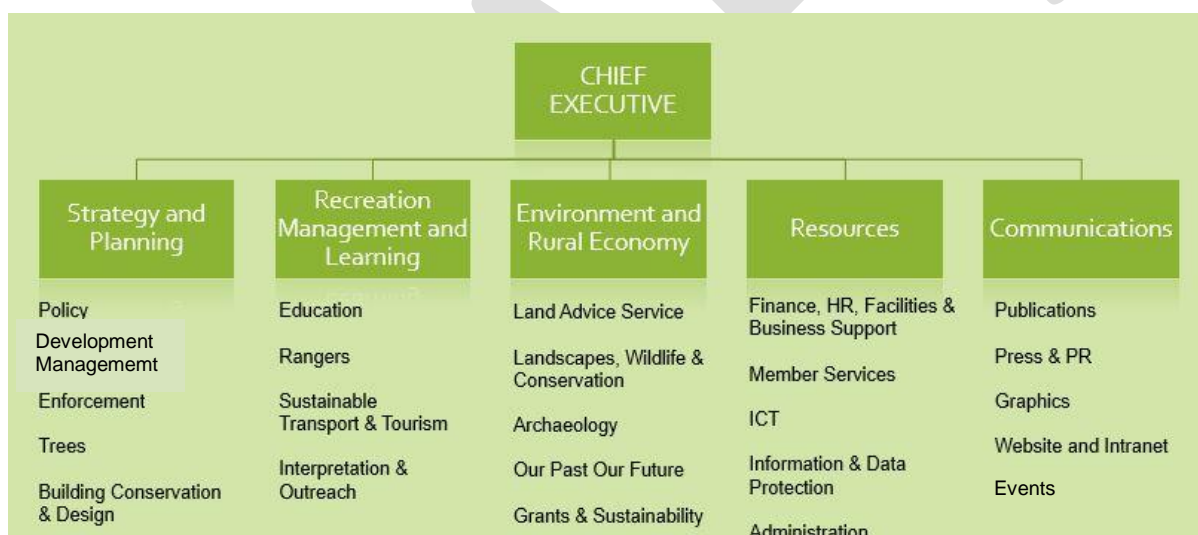 CHIEF
EXECUTIVE
Strategy and
Planning
Recreation
Management and
Learning
Environment and
Rural Economy
Resources
Communications
Policy
Development
Managememt
Enforcement
Trees
Building Conservation
& Design
Education
Rangers
Sustainable
Transport & Tourism
Interpretation &
Outreach
Land Advice Service
Landscapes, Wildlife &
Conservation
Archaeology
Our Past Our Future
Grants & Sustainability
Finance, HR, Facilities &
Business Support
Member Services
ICT
Information & Data
Protection
Administration
Publications
Press & PR
Graphics
Website and Intranet
Events